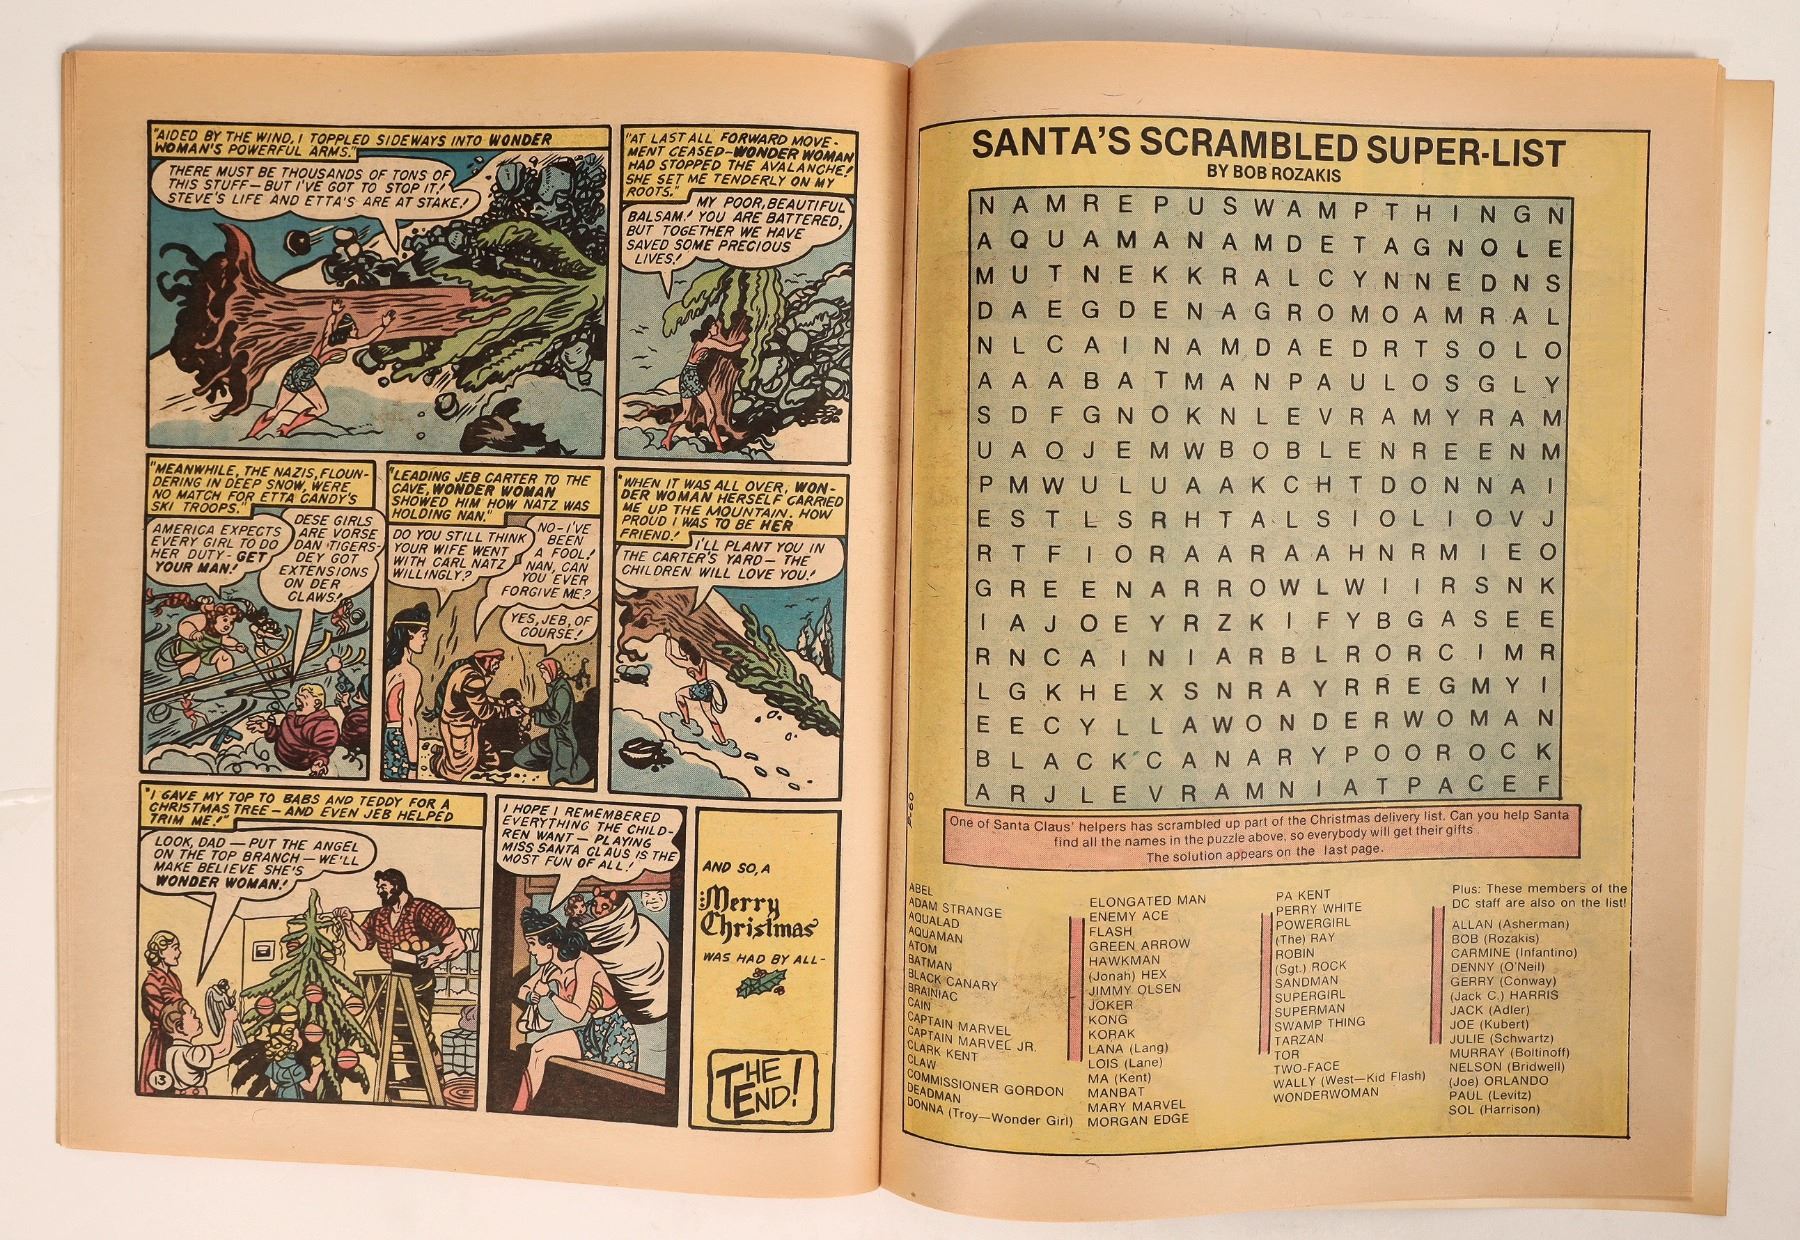 "AIDED BY THE WIND, I TOPPLED SIDEWAYS INTO WONDER
WOMAN'S POWERFUL ARMS."
THERE MUST BE THOUSANDS OF TONS OF
THIS STUFF—BUT I'VE GOT TO STOP IT!
STEVE'S LIFE AND ETTA'S ARE AT STAKE!
"AT LAST ALL FORWARD MOVE-
MENT CEASED—WONDER WOMAN
HAD STOPPED THE AVALANCHE!
SHE SET ME TENDERLY ON MY
ROOTS."
MY POOR, BEAUTIFUL
BALSAM! YOU ARE BATTERED,
BUT TOGETHER WE HAVE
SAVED SOME PRECIOUS
LIVES!
"MEANWHILE, THE NAZIS, FLOUN-
DERING IN DEEP SNOW, WERE
NO MATCH FOR ETTA CANDY'S
SKI TROOPS."
AMERICA EXPECTS
EVERY GIRL TO DO
HER DUTY—GET
YOUR MAN!
DESE GIRLS
ARE VORSE
DAN TIGERS-
DEY GOT
EXTENSIONS
ON DER
CLAWS!
"LEADING JEB CARTER TO THE
CAVE, WONDER WOMAN
SHOWED HIM HOW NATZ WAS
HOLDING NAN."
DO YOU STILL THINK
YOUR WIFE WENT
WITH CARL NATZ
WILLINGLY?
NO-I'VE
BEEN
A FOOL!
NAN, CAN
YOU EVER
FORGIVE ME?
YES, JEB, OF
COURSE!
"WHEN IT WAS ALL OVER, WON-
DER WOMAN HERSELF CARRIED
ME UP THE MOUNTAIN. HOW
PROUD I WAS TO BE HER
FRIEND!"
I'LL PLANT YOU IN
THE CARTER'S YARD—THE
CHILDREN WILL LOVE YOU!
"I GAVE MY TOP TO BABS AND TEDDY FOR A
CHRISTMAS TREE—AND EVEN JEB HELPED
TRIM ME!"
LOOK, DAD—PUT THE ANGEL
ON THE TOP BRANCH—WE'LL
MAKE BELIEVE SHE'S
WONDER WOMAN!
13
I HOPE I REMEMBERED
EVERYTHING THE CHILD-
REN WANT—PLAYING
MISS SANTA CLAUS IS THE
MOST FUN OF ALL!
AND SO, A
Merry
Christmas
WAS HAD BY ALL-
THE
END!
SANTA'S SCRAMBLED SUPER-LIST
BY BOB ROZAKIS
N A M R E P U S W A M P T H I N G N
A Q U A M A N A M D E T A G N O L E
M U T N E K K R A L C Y N N E D N S
D A E G D E N A G R O M O A M R A L
N L C A I N A M D A E D R T S O L O
A A A B A T M A N P A U L O S G L Y
S D F G N O K N L E V R A M Y R A M
U A O J E M W B O B L E N R E E N M
P M W U L U A A K C H T D O N N A I
E S T L S R H T A L S I O L I O V J
R T F I O R A A R A A H N R M I E O
G R E E N A R R O W L W I I R S N K
I A J O E Y R Z K I F Y B G A S E E
R N C A I N I A R B L R O R C I M R
L G K H E X S N R A Y R R E G M Y I
E E C Y L L A W O N D E R W O M A N
B L A C K C A N A R Y P O O R O C K
A R J L E V R A M N I A T P A C E F
B-60
One of Santa Claus' helpers has scrambled up part of the Christmas delivery list. Can you help Santa
find all the names in the puzzle above, so everybody will get their gifts
The solution appears on the last page.
ABEL
ADAM STRANGE
AQUALAD
AQUAMAN
ATOM
BATMAN
BLACK CANARY
BRAINIAC
CAIN
CAPTAIN MARVEL
CAPTAIN MARVEL JR.
CLARK KENT
CLAW
COMMISSIONER GORDON
DEADMAN
DONNA (Troy—Wonder Girl)
ELONGATED MAN
ENEMY ACE
FLASH
GREEN ARROW
HAWKMAN
(Jonah) HEX
JIMMY OLSEN
JOKER
KONG
KORAK
LANA (Lang)
LOIS (Lane)
MA (Kent)
MANBAT
MARY MARVEL
MORGAN EDGE
PA KENT
PERRY WHITE
POWERGIRL
(The) RAY
ROBIN
(Sgt.) ROCK
SANDMAN
SUPERGIRL
SUPERMAN
SWAMP THING
TARZAN
TOR
TWO-FACE
WALLY (West—Kid Flash)
WONDERWOMAN
Plus: These members of the
DC staff are also on the list!
ALLAN (Asherman)
BOB (Rozakis)
CARMINE (Infantino)
DENNY (O'Neil)
GERRY (Conway)
(Jack C.) HARRIS
JACK (Adler)
JOE (Kubert)
JULIE (Schwartz)
MURRAY (Boltinoff)
NELSON (Bridwell)
(Joe) ORLANDO
PAUL (Levitz)
SOL (Harrison)